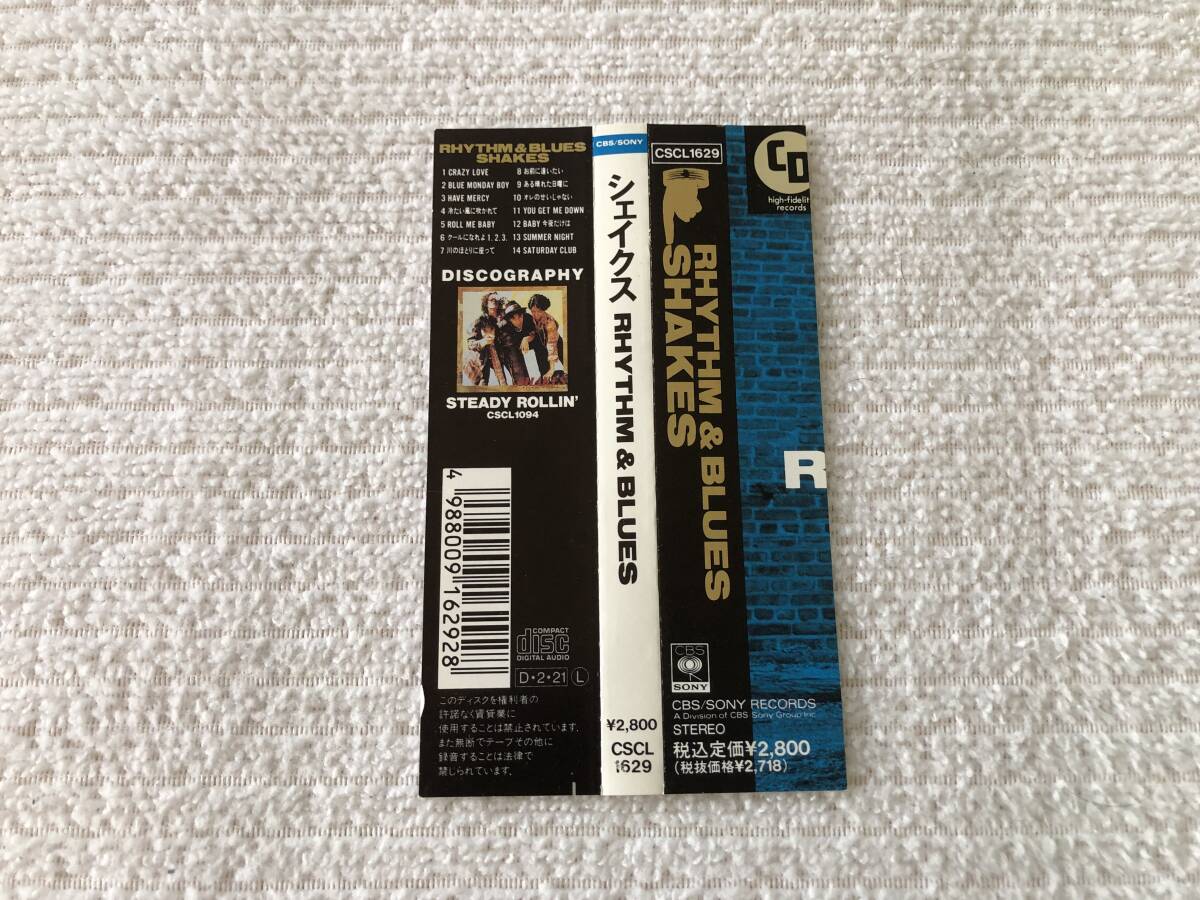 RHYTHM & BLUES
SHAKES
1 CRAZY LOVE
2 BLUE MONDAY BOY
3 HAVE MERCY
4 冷たい風に吹かれて
5 ROLL ME BABY
6 クールになれよ1.2.3.
7 川のほとりに座って
8 お前に逢いたい
9 ある晴れた日曜に
10 オレのせいじゃない
11 YOU GET ME DOWN
12 BABY 今夜だけは
13 SUMMER NIGHT
14 SATURDAY CLUB
DISCOGRAPHY
STEADY ROLLIN'
CSCL1094
4 988009 162928
COMPACT
disc
DIGITAL AUDIO
D・2・21 L
このディスクを権利者の
許諾なく賃貸業に
使用することは禁止されています。
また無断でテープその他に
録音することは法律で
禁じられています。
CBS/SONY
シェイクス RHYTHM & BLUES
¥2,800
CSCL
1629
CSCL1629
RHYTHM & BLUES
SHAKES
CBS
SONY
CBS/SONY RECORDS
A Division of CBS/Sony Group Inc.
STEREO
税込定価¥2,800
(税抜価格¥2,718)
CD
high-fidelit
records
R